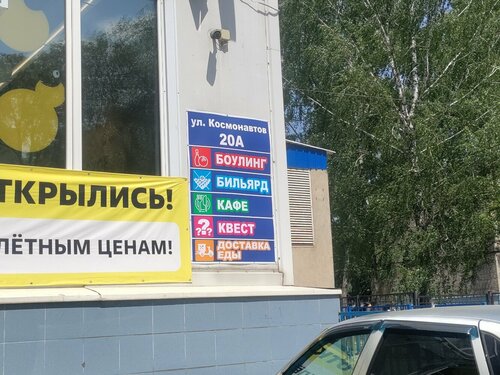 ул. Космонавтов
20А
БОУЛИНГ
БИЛЬЯРД
КАФЕ
КВЕСТ
ДОСТАВКА
ЕДЫ
ТКРЫЛИСЬ!
ЛЁТНЫМ ЦЕНАМ!